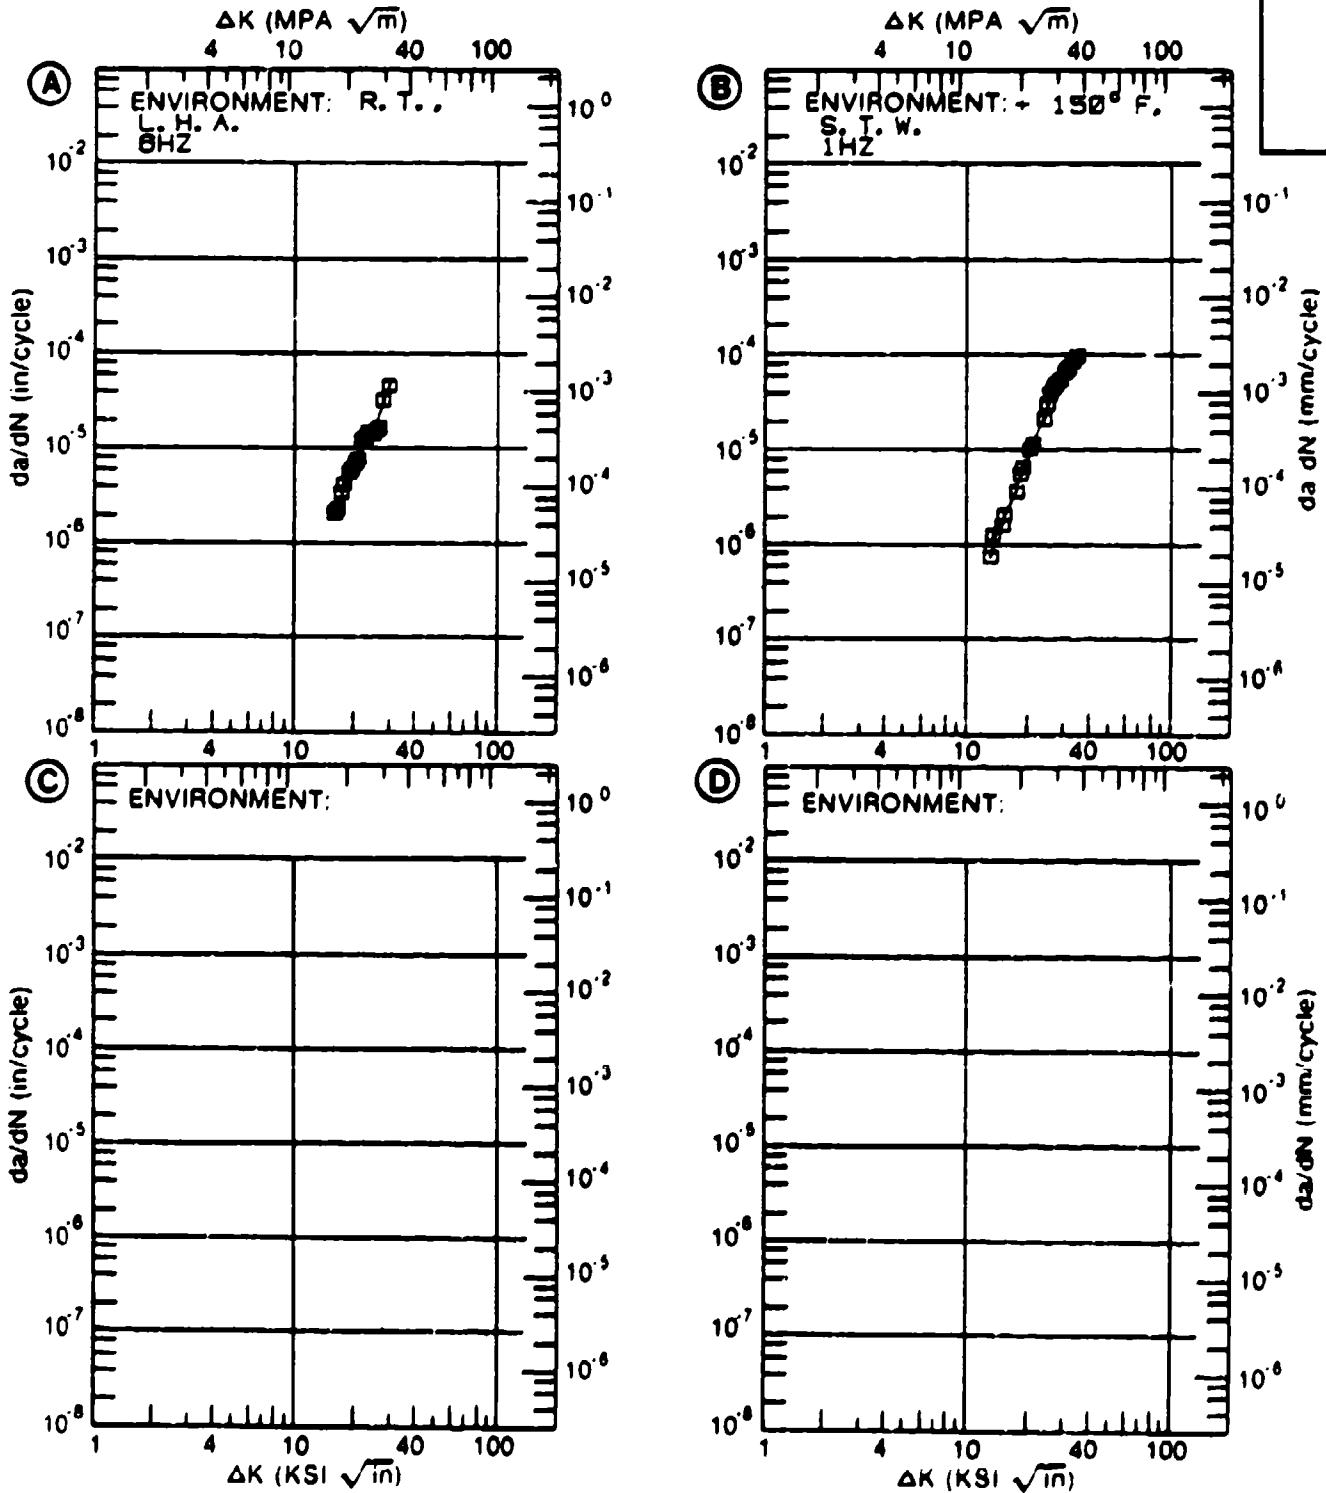 ΔK (MPA √m)
4 10 40 100
A
ENVIRONMENT: R. T. .
L. H. A.
6HZ
10⁰
10⁻¹
10⁻²
10⁻³
10⁻⁴
10⁻⁵
10⁻⁶
10⁻²
10⁻³
10⁻⁴
10⁻⁵
10⁻⁶
10⁻⁷
10⁻⁸
da/dN (in/cycle)
1 4 10 40 100
ΔK (MPA √m)
4 10 40 100
B
ENVIRONMENT: + 150° F.
S. T. W.
1HZ
10⁻²
10⁻³
10⁻⁴
10⁻⁵
10⁻⁶
10⁻⁷
10⁻⁸
10⁻¹
10⁻²
10⁻³
10⁻⁴
10⁻⁵
10⁻⁶
da dN (mm/cycle)
1 4 10 40 100
C
ENVIRONMENT:
10⁻²
10⁻³
10⁻⁴
10⁻⁵
10⁻⁶
10⁻⁷
10⁻⁸
10⁰
10⁻¹
10⁻²
10⁻³
10⁻⁴
10⁻⁵
10⁻⁶
da/dN (in/cycle)
1 4 10 40 100
ΔK (KSI √in)
D
ENVIRONMENT:
10⁻²
10⁻³
10⁻⁴
10⁻⁵
10⁻⁶
10⁻⁷
10⁻⁸
10⁰
10⁻¹
10⁻²
10⁻³
10⁻⁴
10⁻⁵
10⁻⁶
da/dN (mm/cycle)
1 4 10 40 100
ΔK (KSI √in)